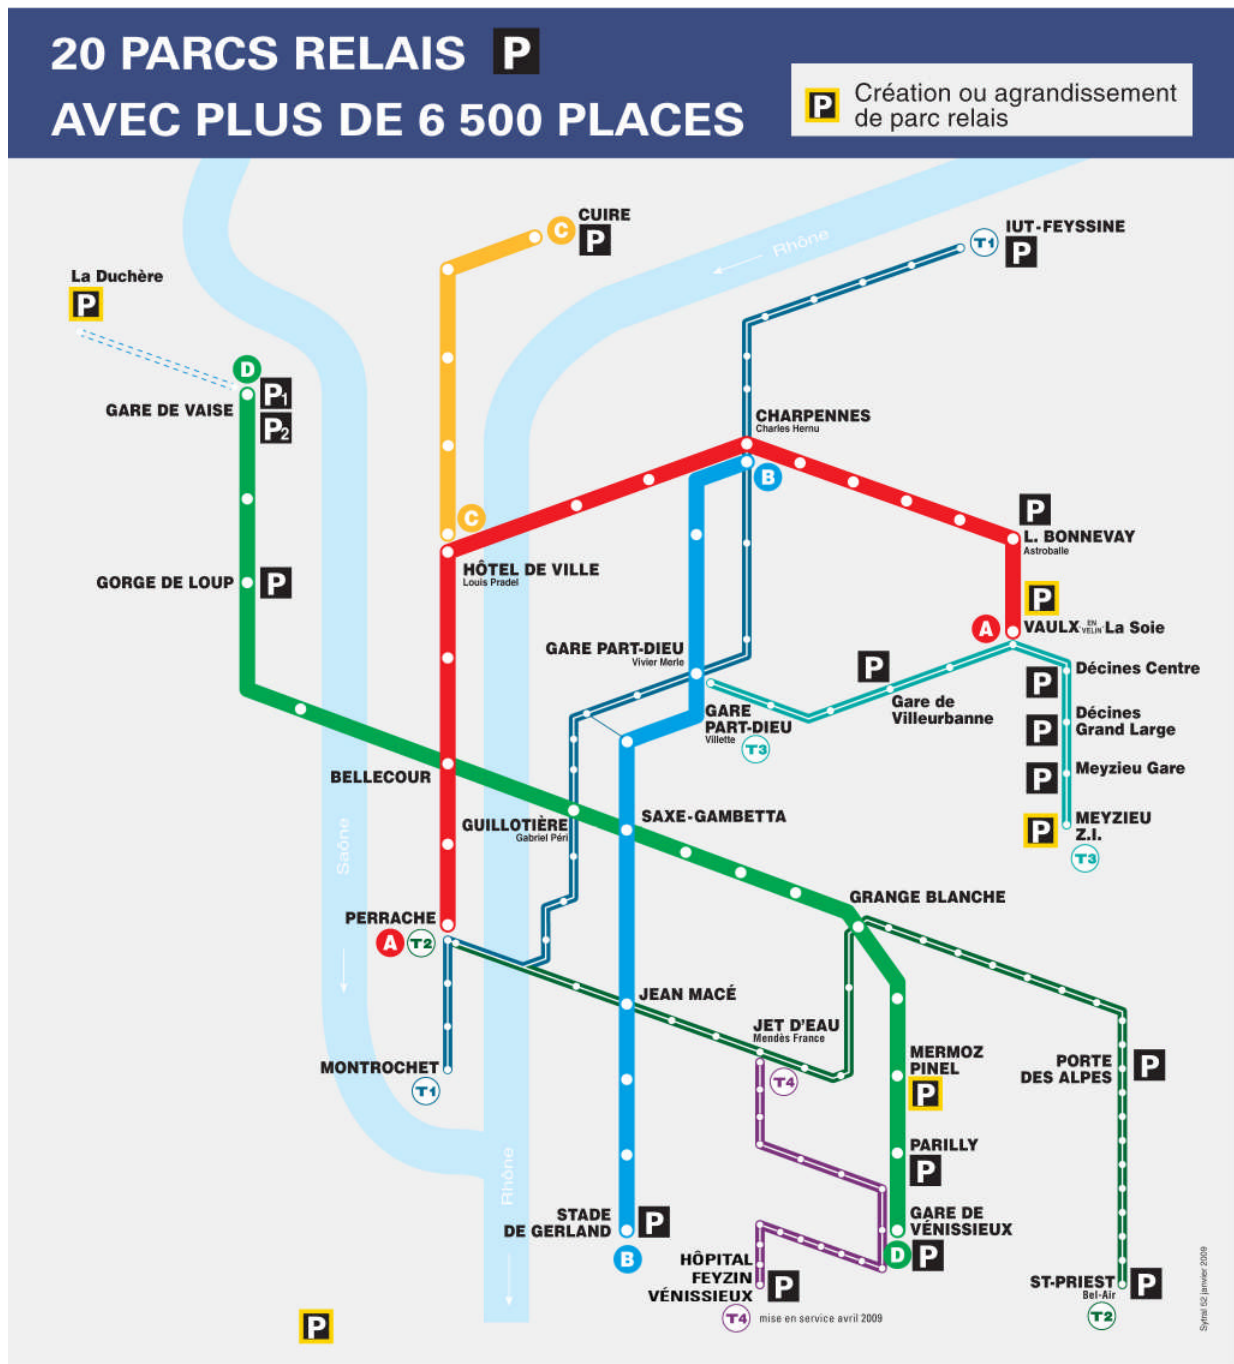 20 PARCS RELAIS P
AVEC PLUS DE 6 500 PLACES
P Création ou agrandissement
de parc relais
CUIRE
C P
IUT-FEYSSINE
T1 P
Rhône
La Duchère
P
D
P1
GARE DE VAISE
P2
CHARPENNES
Charles Hernu
B
C
P
L. BONNEVAY
Astroballe
HÔTEL DE VILLE
Louis Pradel
GORGE DE LOUP P
P
A VAULX EN VELIN La Soie
GARE PART-DIEU
Vivier Merle
P
Gare de
Villeurbanne
Décines Centre
P
GARE
PART-DIEU
Villette
T3
Décines
Grand Large
P
Meyzieu Gare
P
BELLECOUR
MEYZIEU
Z.I.
P
T3
GUILLOTIÈRE
Gabriel Péri
SAXE-GAMBETTA
Saône
GRANGE BLANCHE
PERRACHE
A T2
JEAN MACÉ
JET D'EAU
Mendès France
T4
MONTROCHET
T1
MERMOZ
PINEL
P
PORTE
DES ALPES
P
PARILLY
P
Rhône
STADE
DE GERLAND
P
B
GARE DE
VÉNISSIEUX
D P
HÔPITAL
FEYZIN
VÉNISSIEUX
P
T4 mise en service avril 2009
ST-PRIEST
Bel-Air
P
T2
P
Sytral 52 janvier 2009